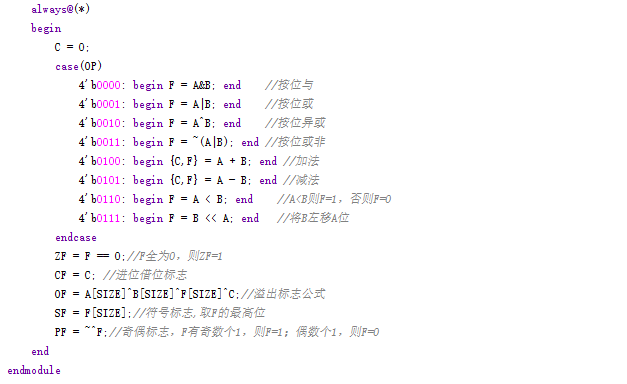 always@(*)
begin
C = 0;
case(OP)
4'b0000: begin F = A&B; end //按位与
4'b0001: begin F = A|B; end //按位或
4'b0010: begin F = A^B; end //按位异或
4'b0011: begin F = ~(A|B); end //按位或非
4'b0100: begin {C,F} = A + B; end //加法
4'b0101: begin {C,F} = A - B; end //减法
4'b0110: begin F = A < B; end //A<B则F=1，否则F=0
4'b0111: begin F = B << A; end //将B左移A位
endcase
ZF = F == 0;//F全为0，则ZF=1
CF = C; //进位借位标志
OF = A[SIZE]^B[SIZE]^F[SIZE]^C;//溢出标志公式
SF = F[SIZE];//符号标志,取F的最高位
PF = ~^F;//奇偶标志，F有奇数个1，则F=1；偶数个1，则F=0
end
endmodule